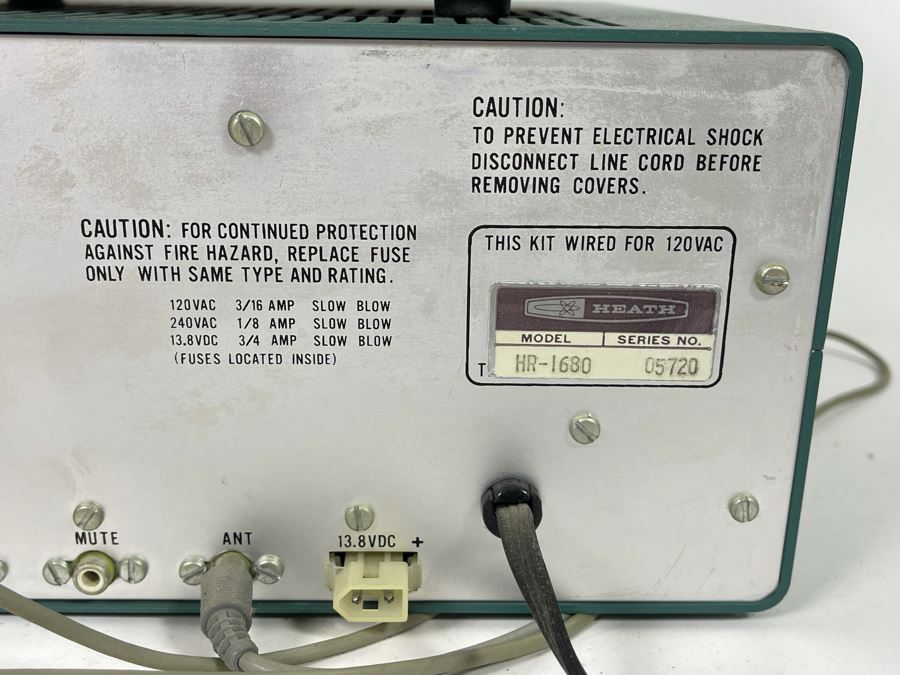 CAUTION:
TO PREVENT ELECTRICAL SHOCK
DISCONNECT LINE CORD BEFORE
REMOVING COVERS.
CAUTION: FOR CONTINUED PROTECTION
AGAINST FIRE HAZARD, REPLACE FUSE
ONLY WITH SAME TYPE AND RATING.
120VAC 3/16 AMP SLOW BLOW
240VAC 1/8 AMP SLOW BLOW
13.8VDC 3/4 AMP SLOW BLOW
(FUSES LOCATED INSIDE)
THIS KIT WIRED FOR 120VAC
HEATH
MODEL SERIES NO.
HR-1680 05720
MUTE
ANT
13.8VDC +